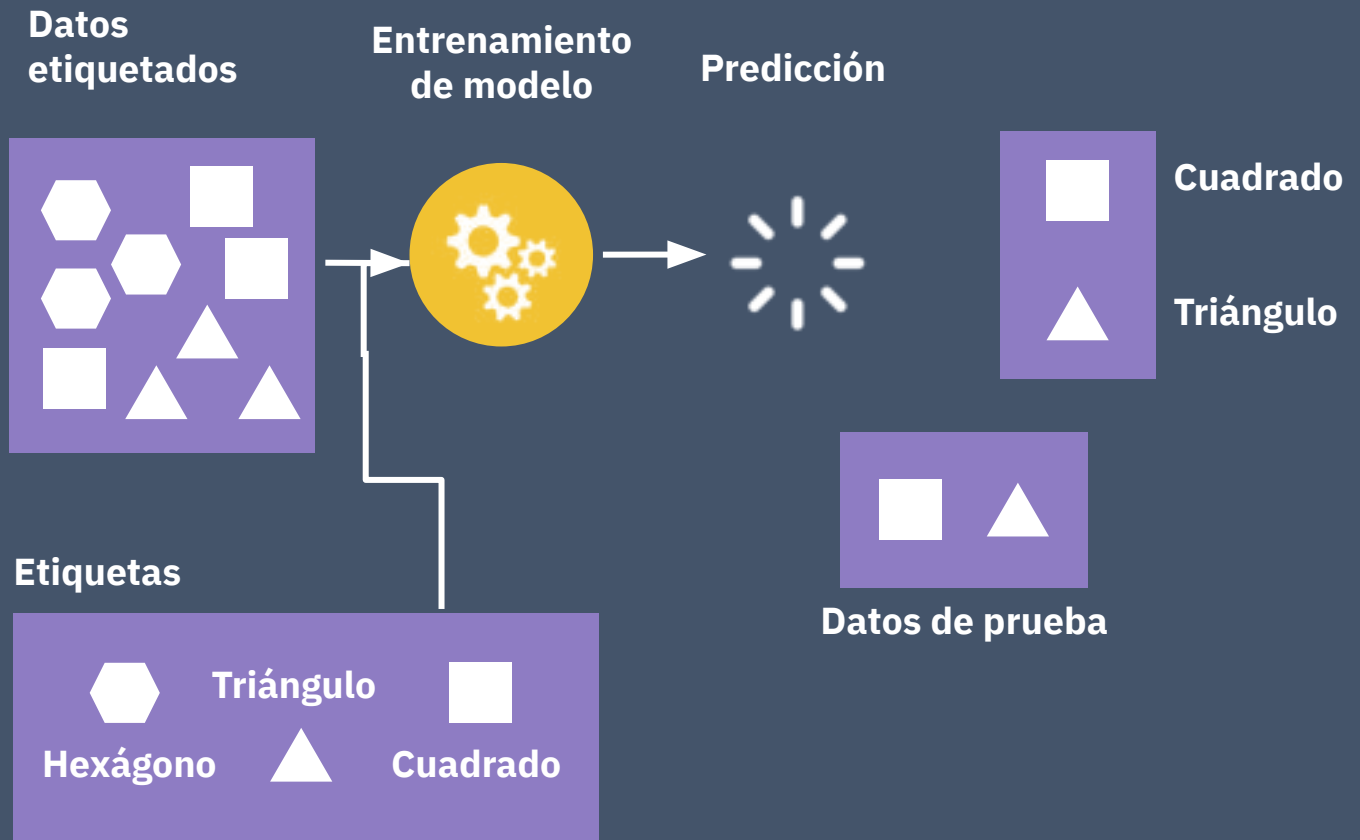 Datos
etiquetados
Entrenamiento
de modelo
Predicción
Cuadrado
Triángulo
Datos de prueba
Etiquetas
Triángulo
Hexágono
Cuadrado